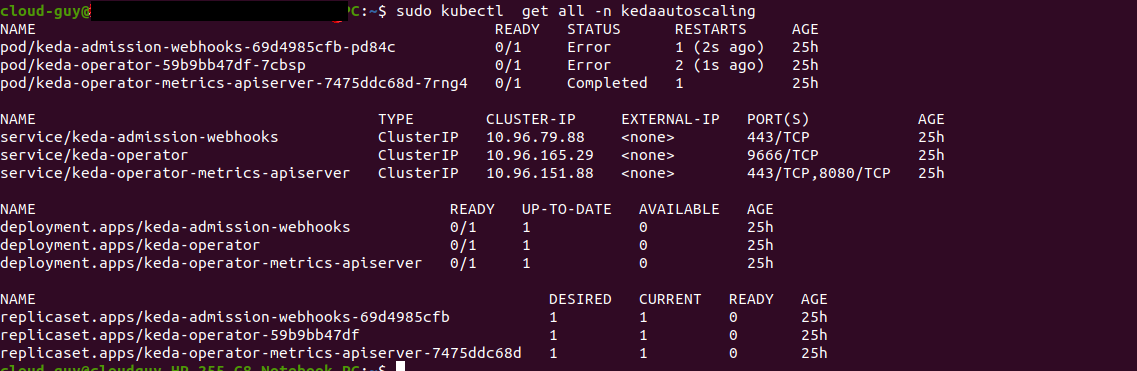 cloud-guy@ PC:~$ sudo kubectl  get all -n kedaautoscaling
NAME                                                   READY   STATUS      RESTARTS     AGE
pod/keda-admission-webhooks-69d4985cfb-pd84c           0/1     Error       1 (2s ago)   25h
pod/keda-operator-59b9bb47df-7cbsp                     0/1     Error       2 (1s ago)   25h
pod/keda-operator-metrics-apiserver-7475ddc68d-7rng4   0/1     Completed   1            25h
NAME                                      TYPE        CLUSTER-IP      EXTERNAL-IP   PORT(S)            AGE
service/keda-admission-webhooks           ClusterIP   10.96.79.88     <none>        443/TCP            25h
service/keda-operator                     ClusterIP   10.96.165.29    <none>        9666/TCP           25h
service/keda-operator-metrics-apiserver   ClusterIP   10.96.151.88    <none>        443/TCP,8080/TCP   25h
NAME                                              READY   UP-TO-DATE   AVAILABLE   AGE
deployment.apps/keda-admission-webhooks           0/1     1            0           25h
deployment.apps/keda-operator                     0/1     1            0           25h
deployment.apps/keda-operator-metrics-apiserver   0/1     1            0           25h
NAME                                                         DESIRED   CURRENT   READY   AGE
replicaset.apps/keda-admission-webhooks-69d4985cfb           1         1         0       25h
replicaset.apps/keda-operator-59b9bb47df                     1         1         0       25h
replicaset.apps/keda-operator-metrics-apiserver-7475ddc68d   1         1         0       25h
cloud-guy@cloudguy-HP-255-G8-Notebook-PC:~$